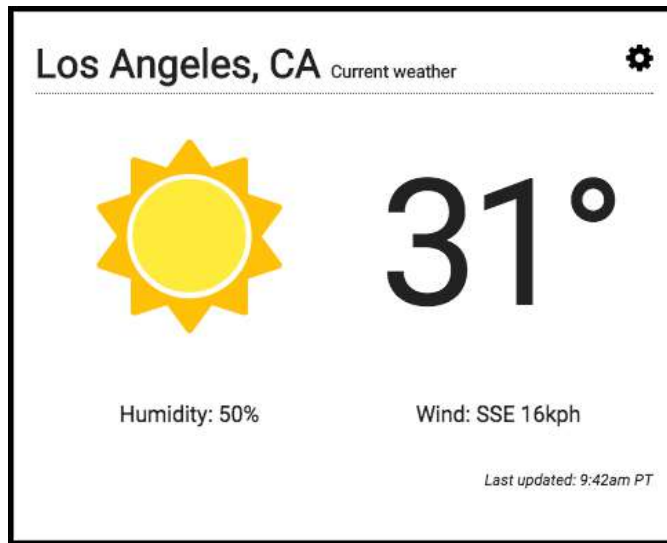 Los Angeles, CA Current weather
31°
Humidity: 50%
Wind: SSE 16kph
Last updated: 9:42am PT